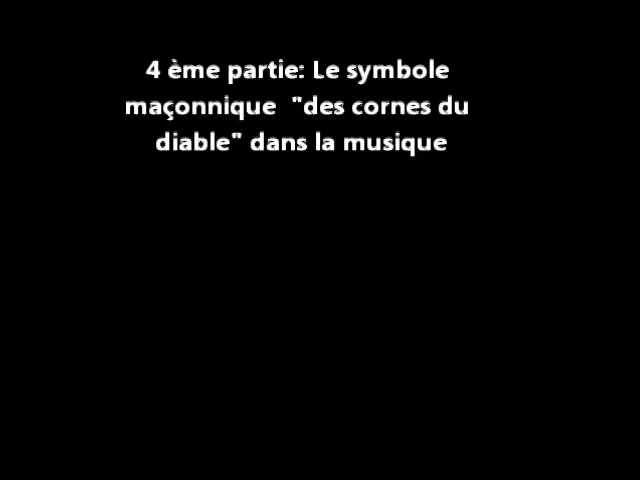 4 ème partie: Le symbole
maçonnique  "des cornes du
diable" dans la musique